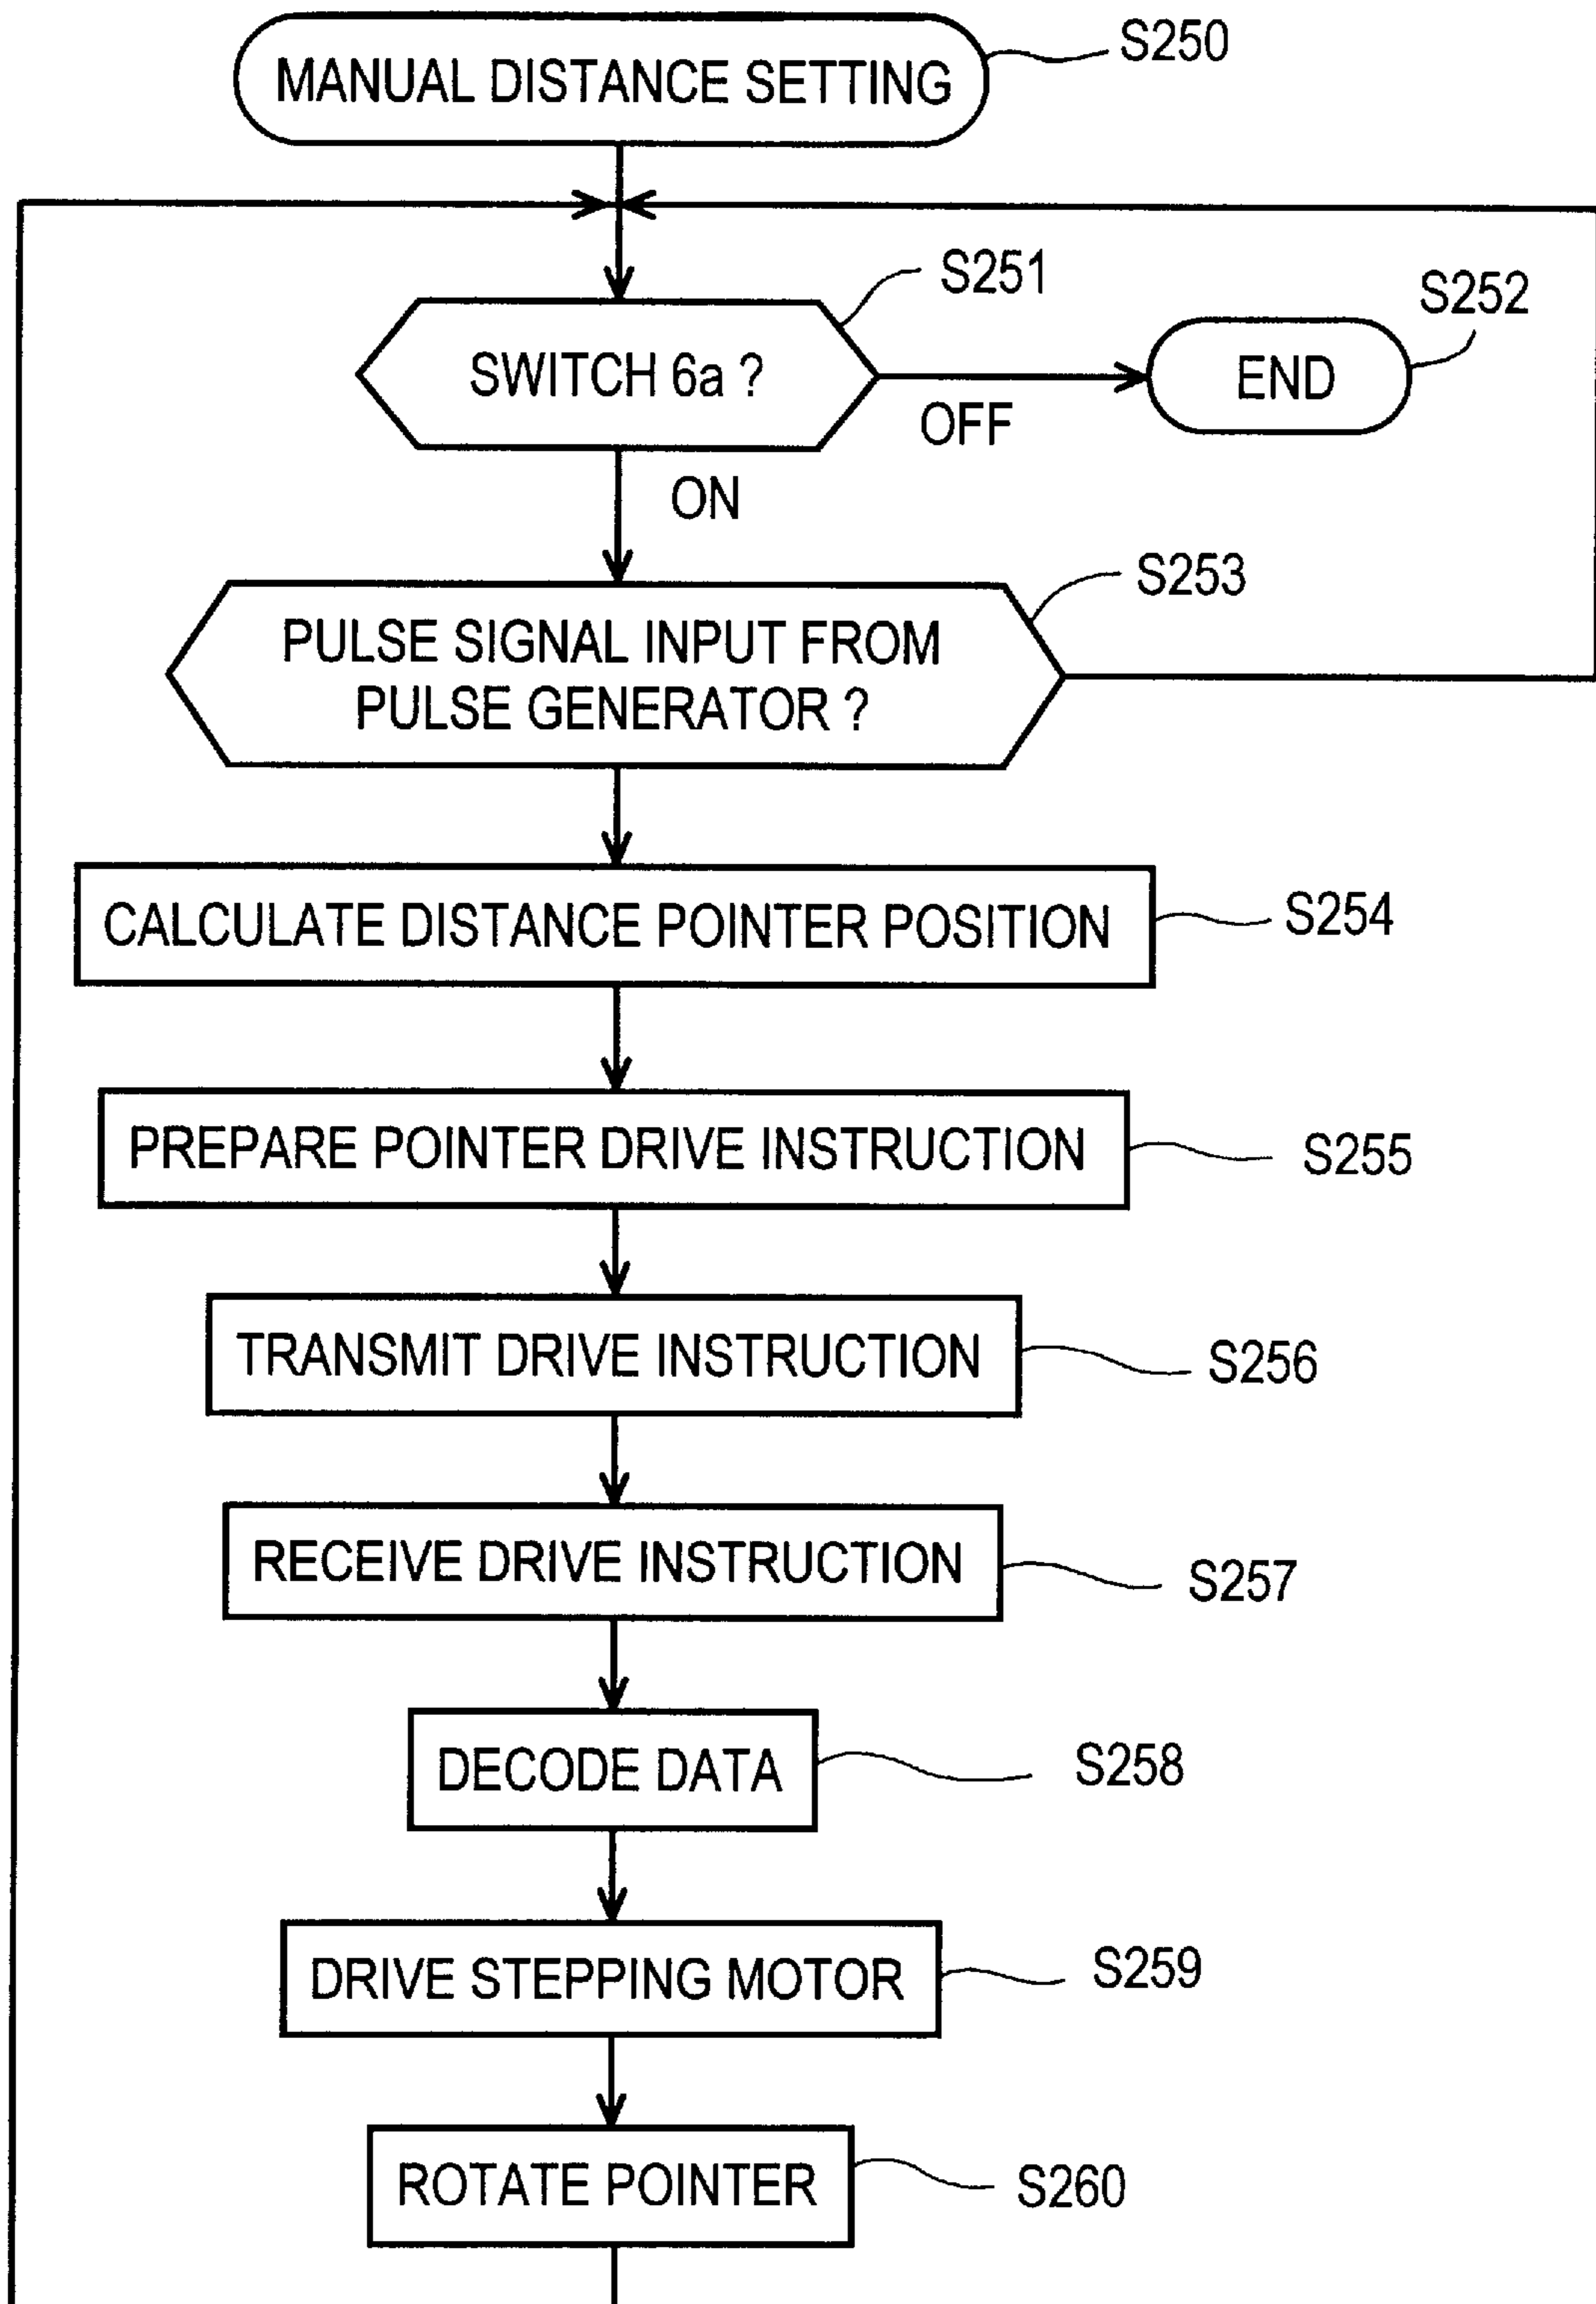 MANUAL DISTANCE SETTING
S250
SWITCH 6a ?
S251
OFF
END
S252
ON
PULSE SIGNAL INPUT FROM
PULSE GENERATOR ?
S253
CALCULATE DISTANCE POINTER POSITION
S254
PREPARE POINTER DRIVE INSTRUCTION
S255
TRANSMIT DRIVE INSTRUCTION
S256
RECEIVE DRIVE INSTRUCTION
S257
DECODE DATA
S258
DRIVE STEPPING MOTOR
S259
ROTATE POINTER
S260